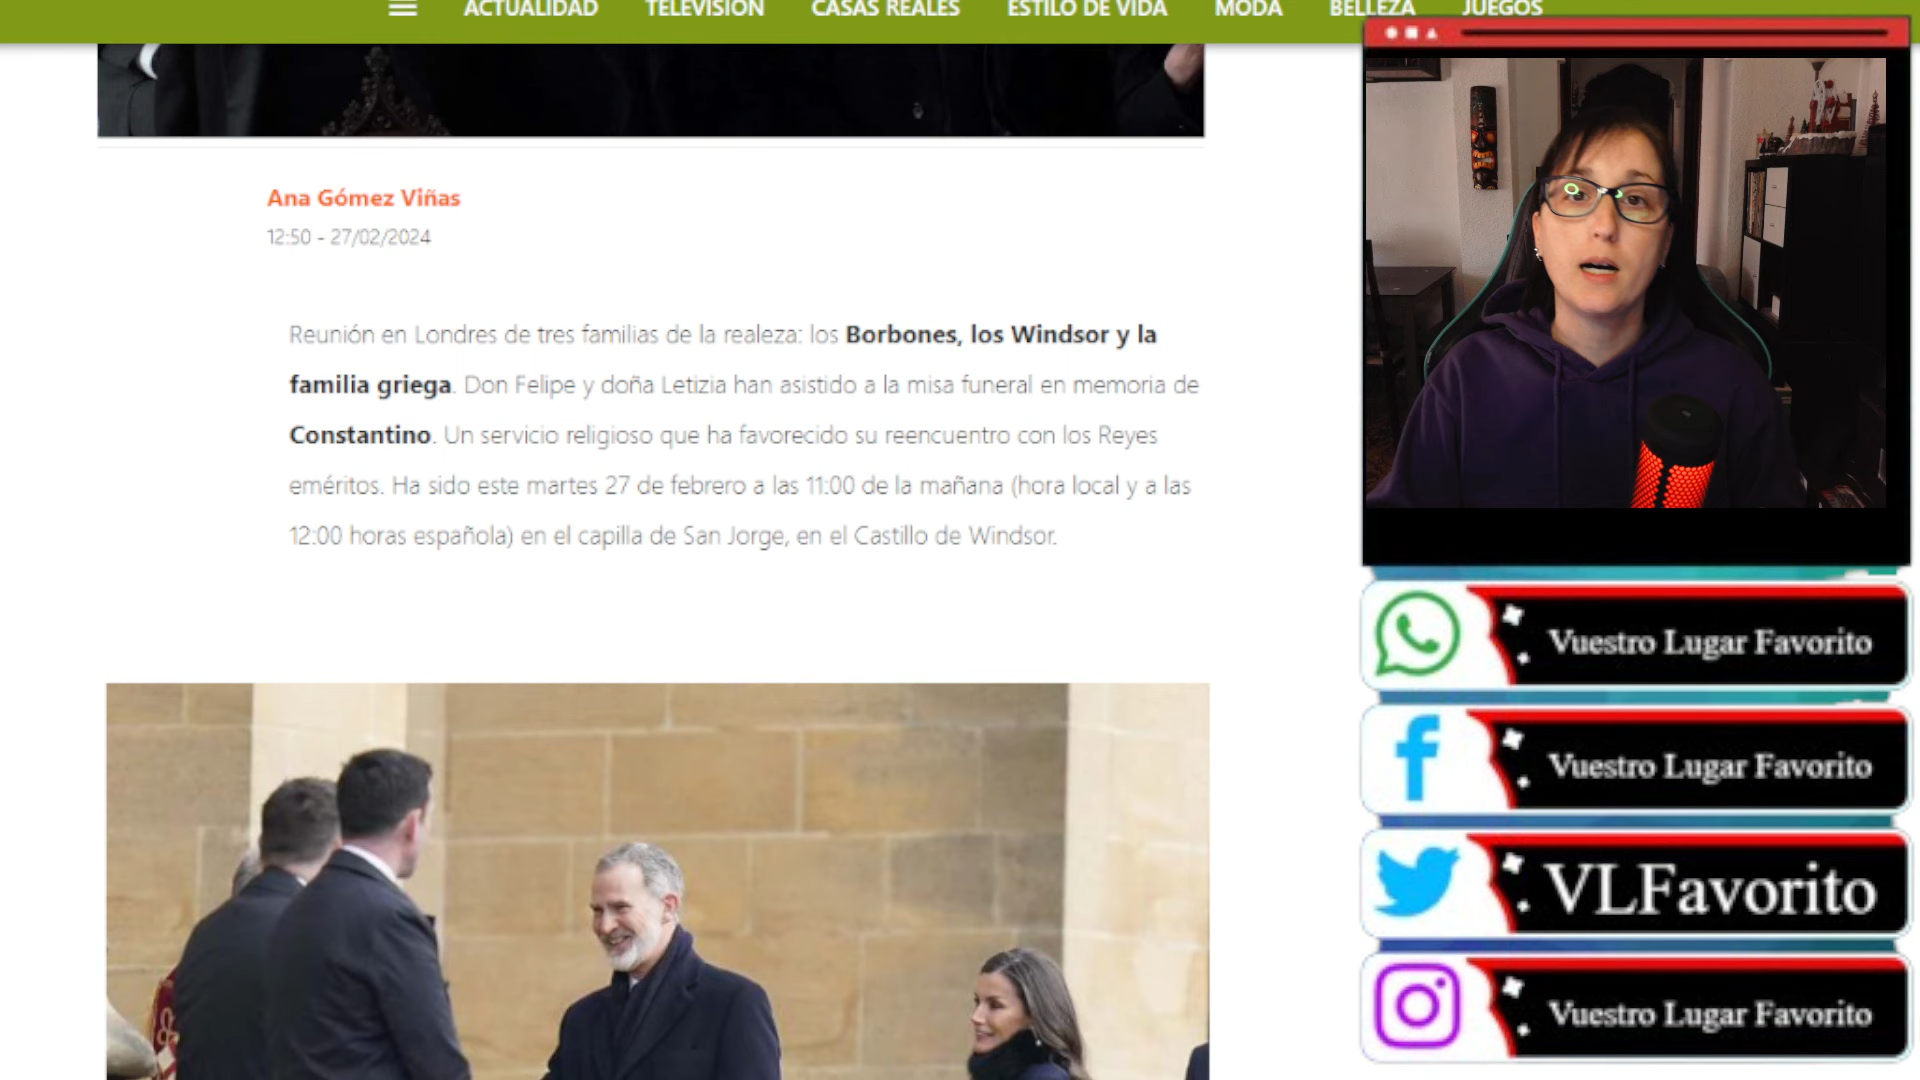 ACTUALIDAD TELEVISIÓN CASAS REALES ESTILO DE VIDA MODA BELLEZA JUEGOS
Ana Gómez Viñas
12:50 - 27/02/2024
Reunión en Londres de tres familias de la realeza: los Borbones, los Windsor y la
familia griega. Don Felipe y doña Letizia han asistido a la misa funeral en memoria de
Constantino. Un servicio religioso que ha favorecido su reencuentro con los Reyes
eméritos. Ha sido este martes 27 de febrero a las 11:00 de la mañana (hora local y a las
12:00 horas española) en el capilla de San Jorge, en el Castillo de Windsor.
Vuestro Lugar Favorito
Vuestro Lugar Favorito
VLFavorito
Vuestro Lugar Favorito